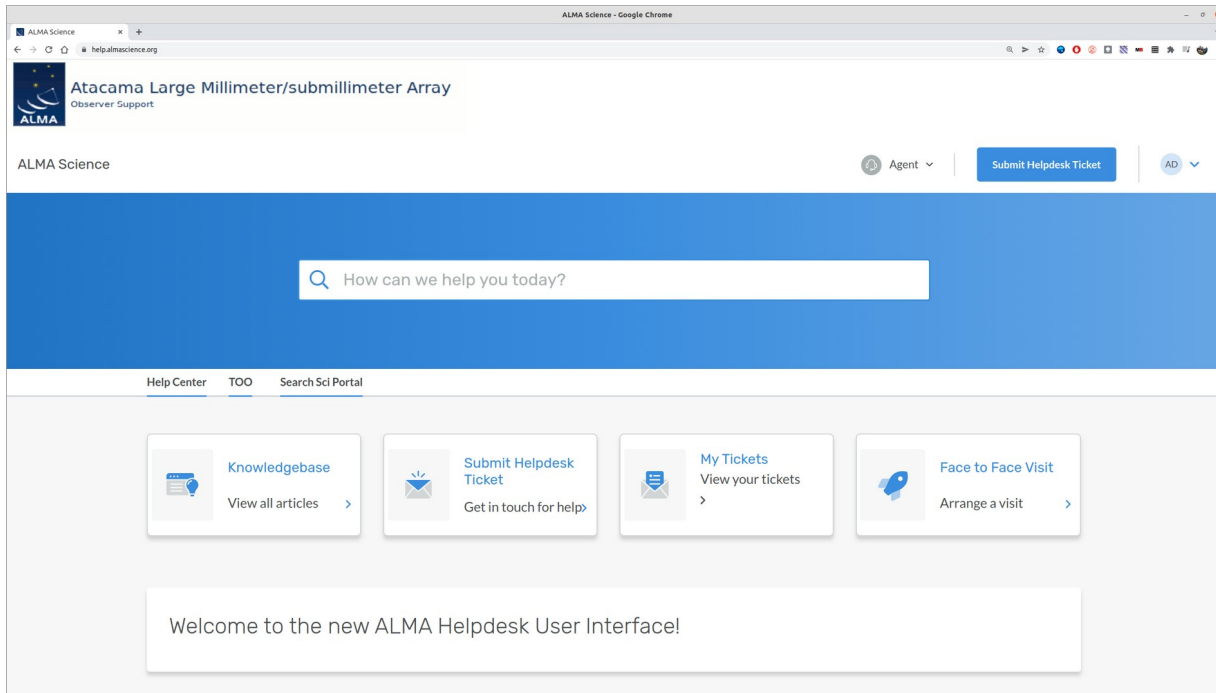 ALMA Science - Google Chrome
ALMA Science
help.almascience.org
Atacama Large Millimeter/submillimeter Array
Observer Support
ALMA
ALMA Science
Agent
Submit Helpdesk Ticket
AD
How can we help you today?
Help Center TOO Search Sci Portal
Knowledgebase
View all articles
Submit Helpdesk
Ticket
Get in touch for help
My Tickets
View your tickets
Face to Face Visit
Arrange a visit
Welcome to the new ALMA Helpdesk User Interface!